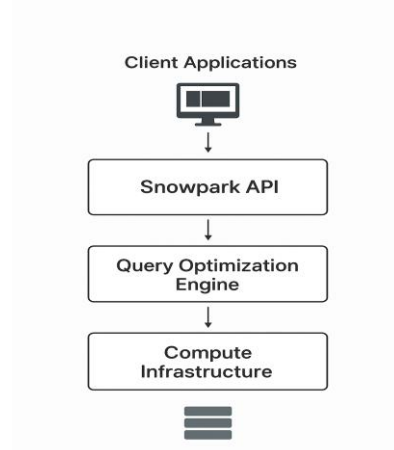 Client Applications
Snowpark API
Query Optimization
Engine
Compute
Infrastructure